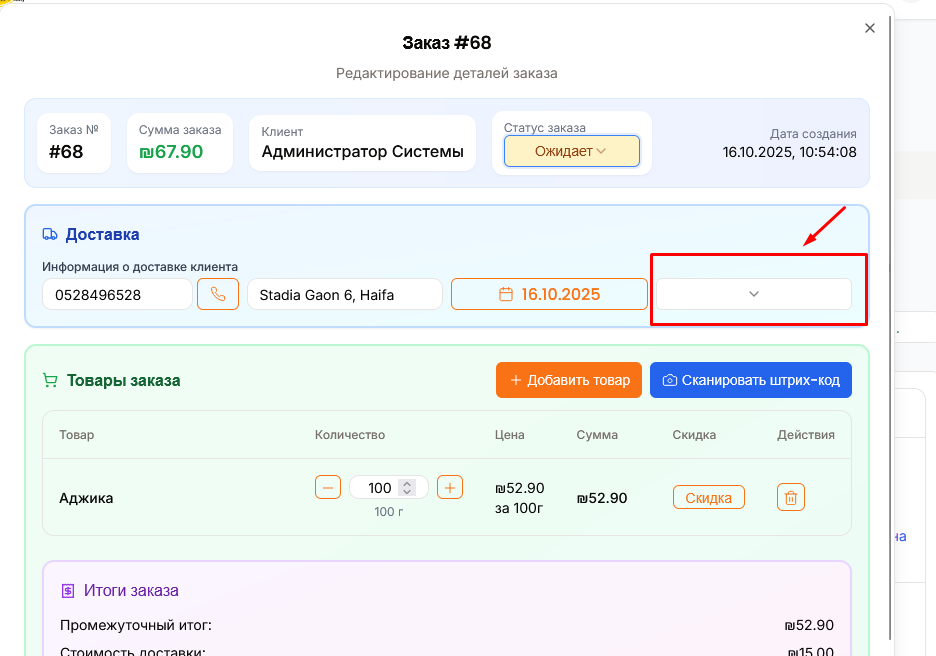 Заказ #68
Редактирование деталей заказа
Заказ №
#68
Сумма заказа
₪67.90
Клиент
Администратор Системы
Статус заказа
Ожидает
Дата создания
16.10.2025, 10:54:08
Доставка
Информация о доставке клиента
0528496528
Stadia Gaon 6, Haifa
16.10.2025
Товары заказа
+ Добавить товар
Сканировать штрих-код
Товар Количество Цена Сумма Скидка Действия
Аджика
100
100 г
₪52.90
за 100г
₪52.90
Скидка
Итоги заказа
Промежуточный итог: ₪52.90
Стоимость доставки: ₪15.00
на